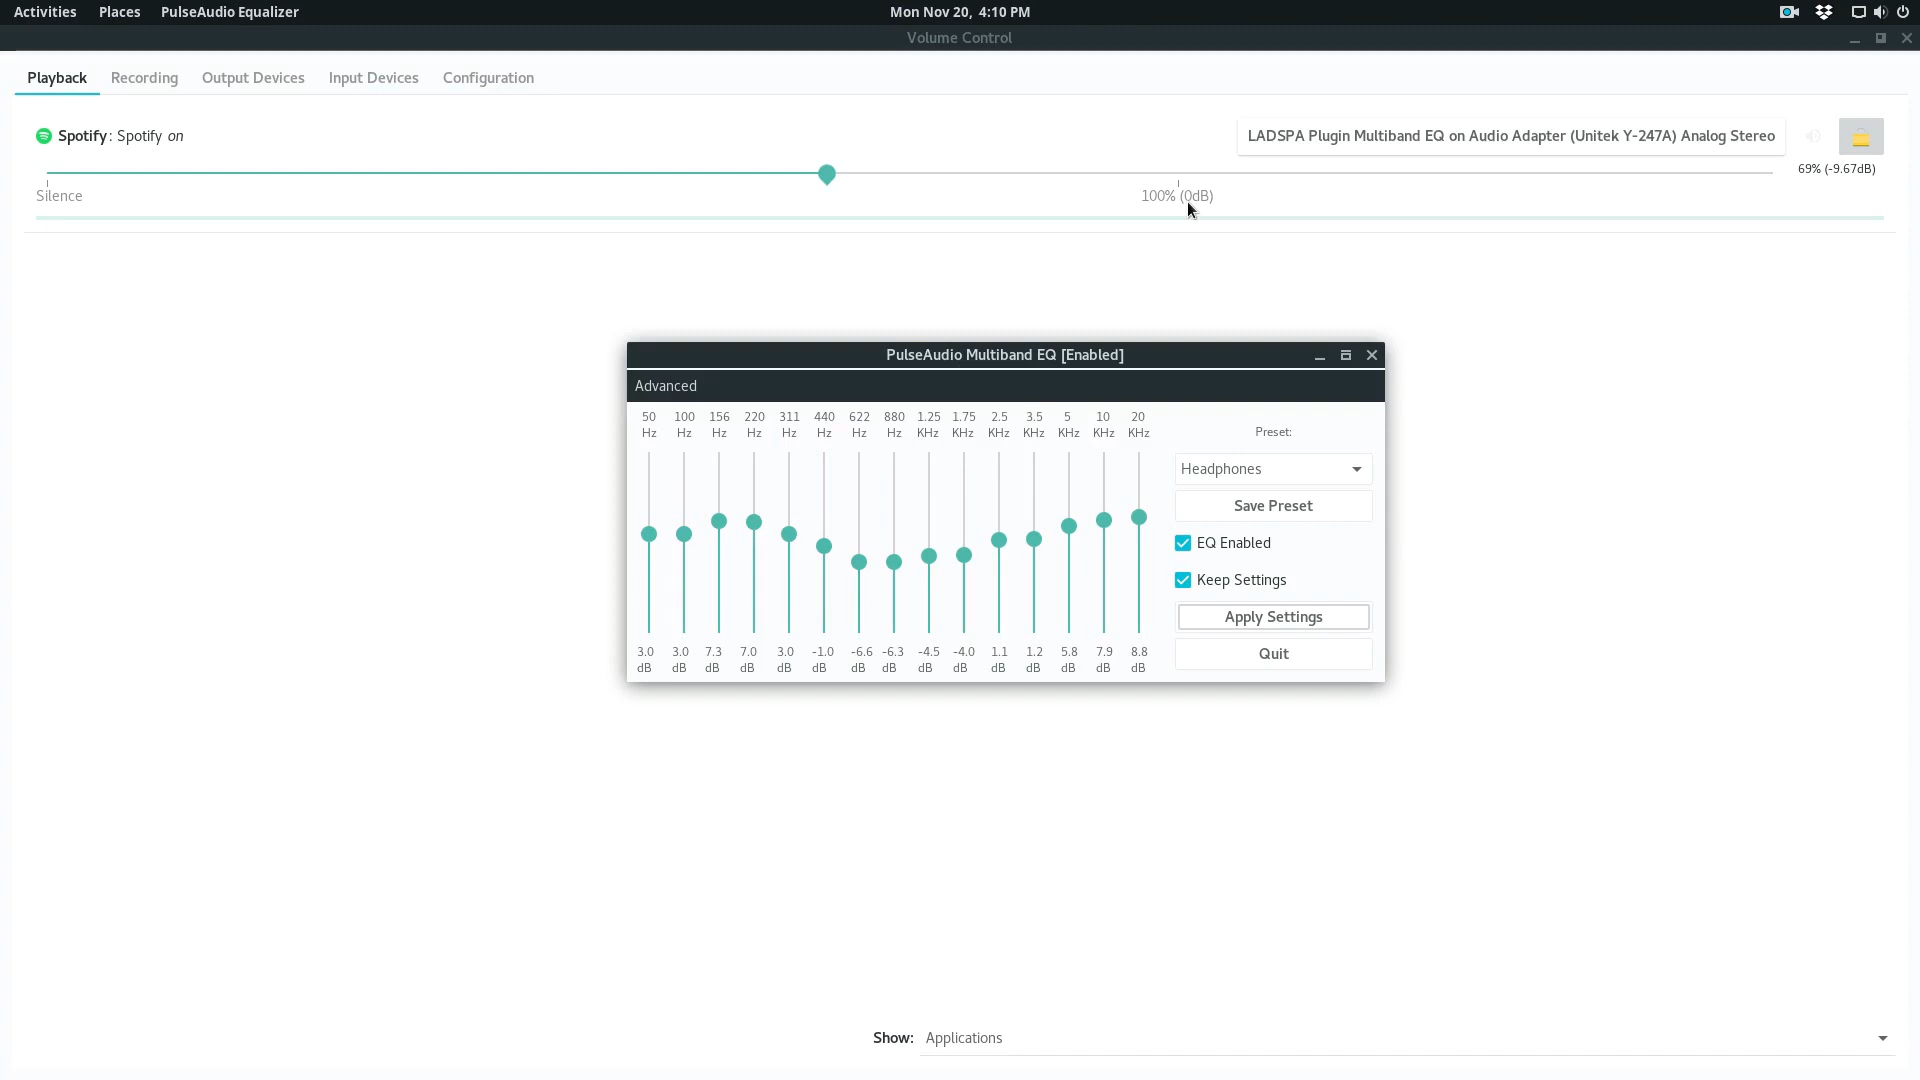 Activities Places PulseAudio Equalizer Mon Nov 20, 4:10 PM
Volume Control
Playback Recording Output Devices Input Devices Configuration
Spotify: Spotify on LADSPA Plugin Multiband EQ on Audio Adapter (Unitek Y-247A) Analog Stereo
69% (-9.67dB)
Silence 100% (0dB)
PulseAudio Multiband EQ [Enabled]
Advanced
50 100 156 220 311 440 622 880 1.25 1.75 2.5 3.5 5 10 20
Hz Hz Hz Hz Hz Hz Hz Hz KHz KHz KHz KHz KHz KHz KHz
Preset:
Headphones
Save Preset
EQ Enabled
Keep Settings
Apply Settings
Quit
3.0 3.0 7.3 7.0 3.0 -1.0 -6.6 -6.3 -4.5 -4.0 1.1 1.2 5.8 7.9 8.8
dB dB dB dB dB dB dB dB dB dB dB dB dB dB dB
Show: Applications